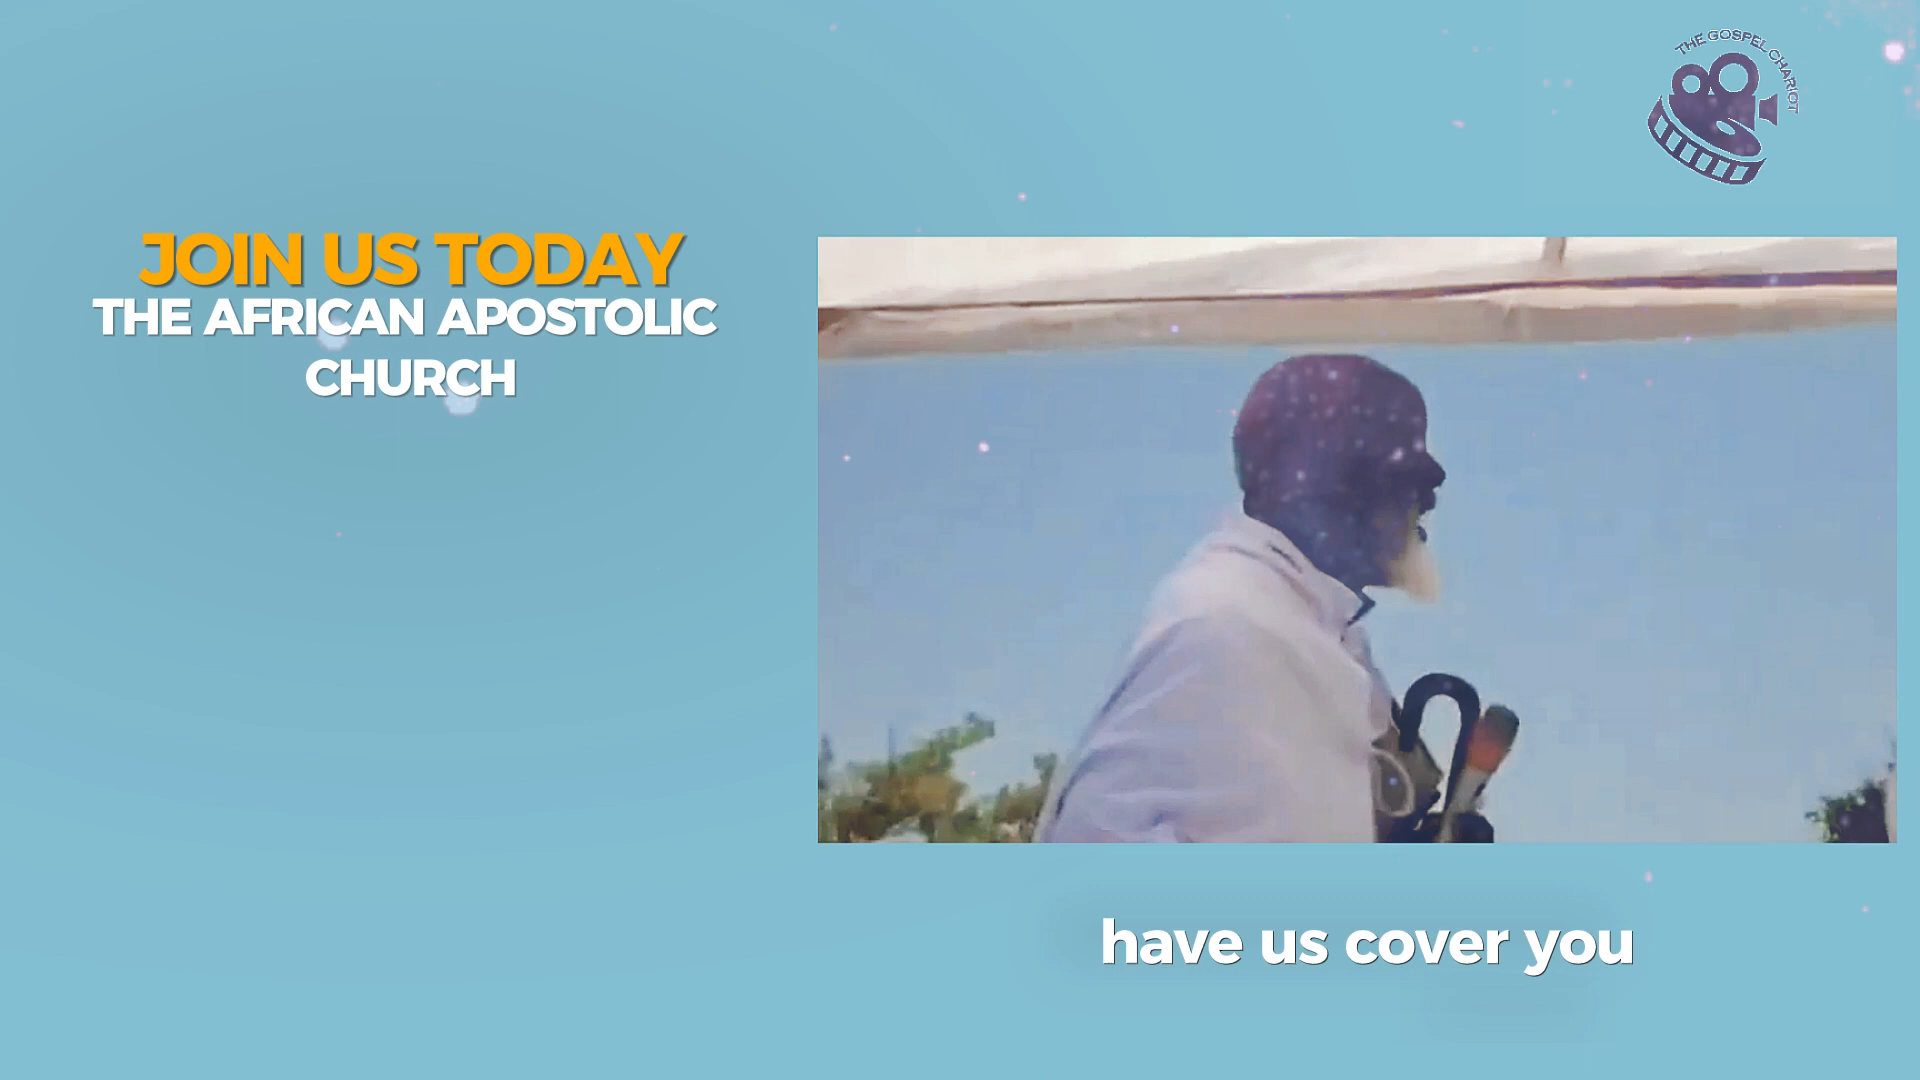 THE GOSPEL CHARIOT
JOIN US TODAY
THE AFRICAN APOSTOLIC
CHURCH
have us cover you